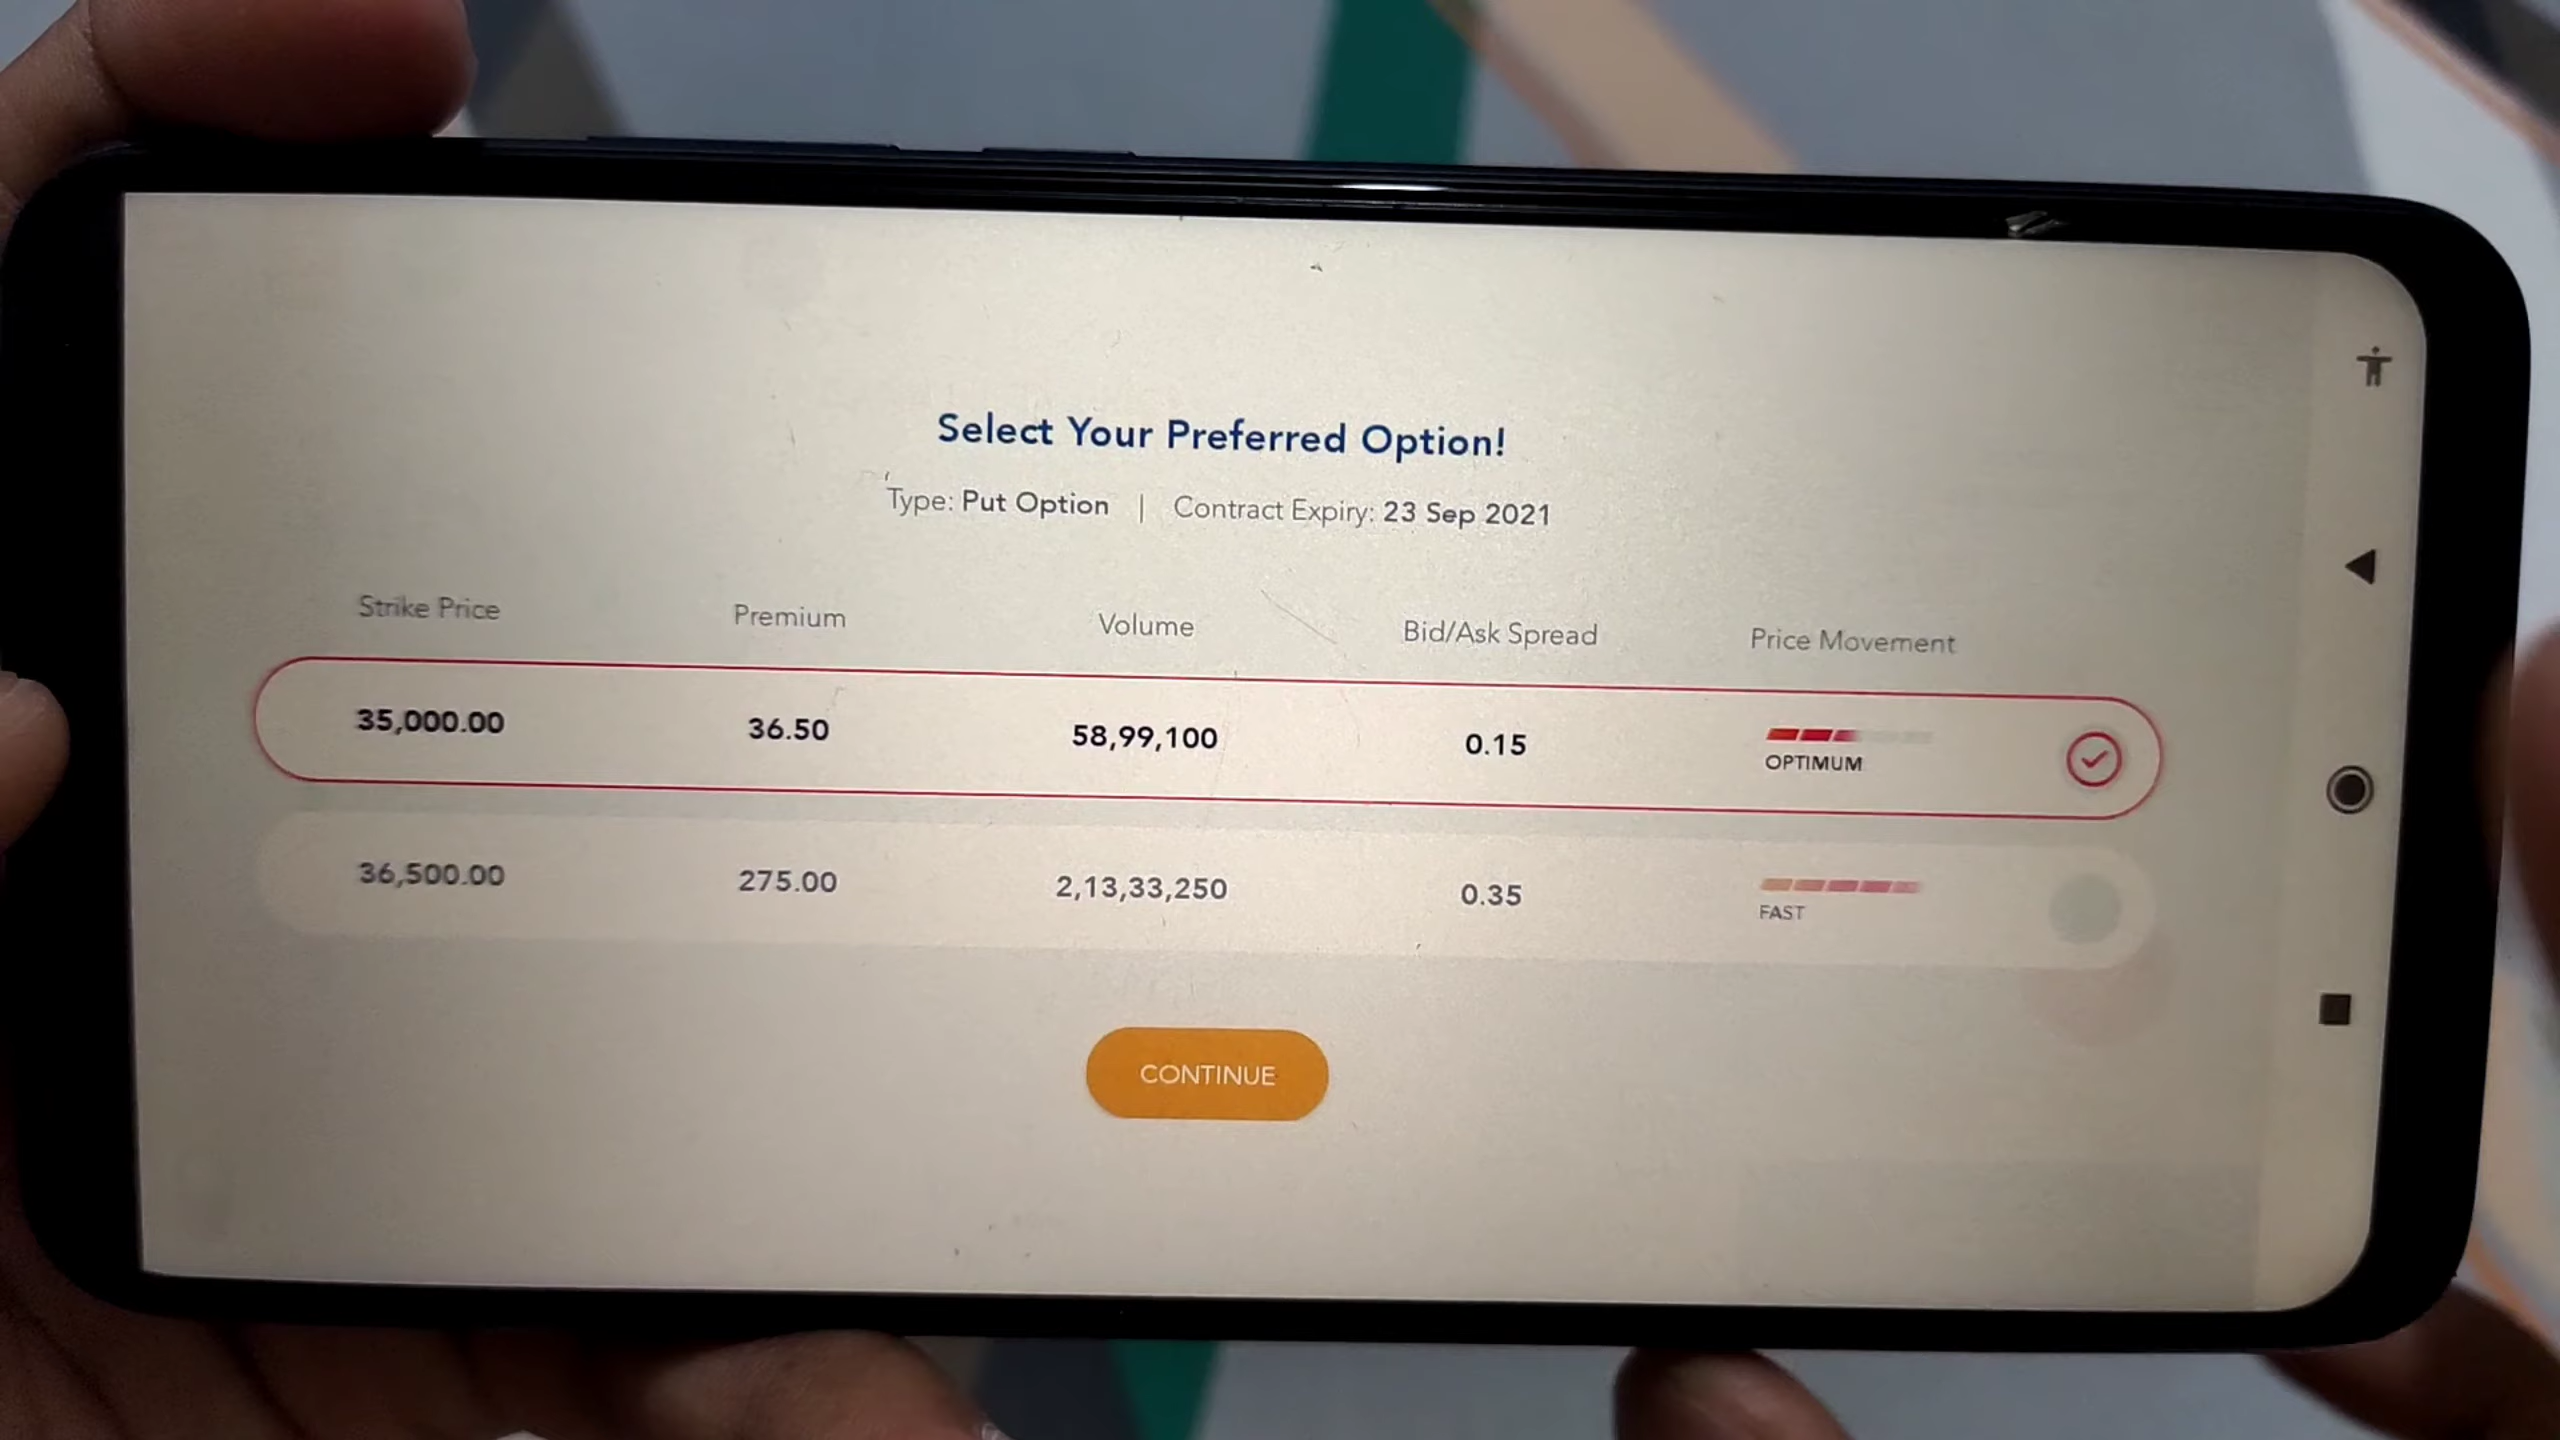 Select Your Preferred Option!
Type: Put Option | Contract Expiry: 23 Sep 2021
Strike Price Premium Volume Bid/Ask Spread Price Movement
35,000.00 36.50 58,99,100 0.15 OPTIMUM
36,500.00 275.00 2,13,33,250 0.35 FAST
CONTINUE